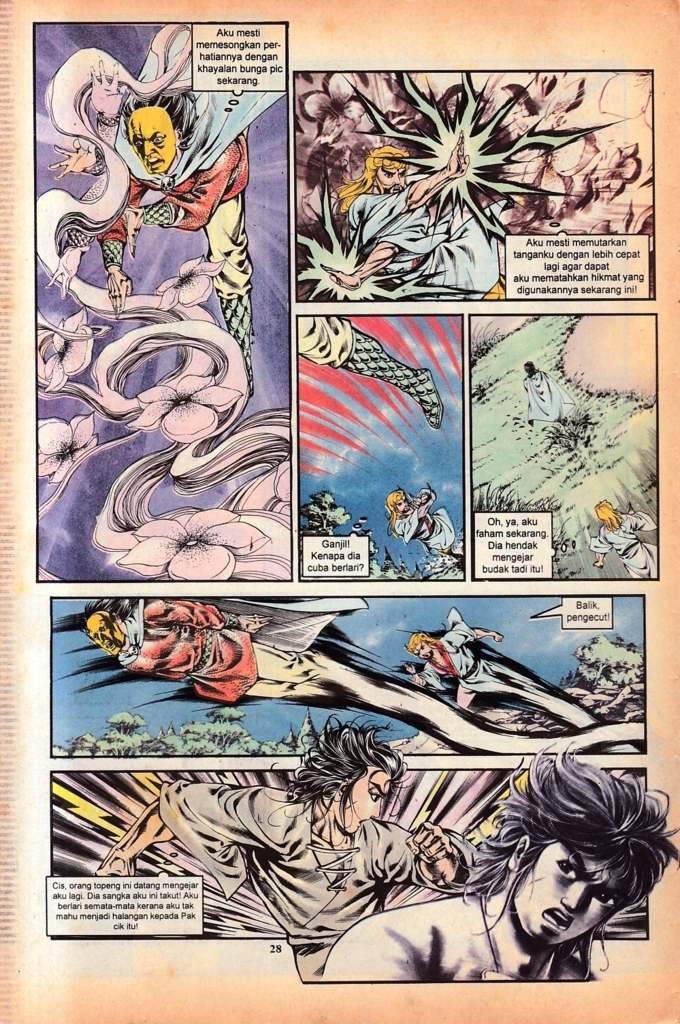 Aku mesti
memesongkan per-
hatiannya dengan
khayalan bunga pic
sekarang.
Aku mesti memutarkan
tanganku dengan lebih cepat
lagi agar dapat
aku mematahkan hikmat yang
digunakannya sekarang ini!
Ganjil!
Kenapa dia
cuba berlari?
Oh, ya, aku
faham sekarang.
Dia hendak
mengejar
budak tadi itu!
Balik,
pengecut!
Cis, orang topeng ini datang mengejar
aku lagi. Dia sangka aku ini takut! Aku
berlari semata-mata kerana aku tak
mahu menjadi halangan kepada Pak
cik itu!
28